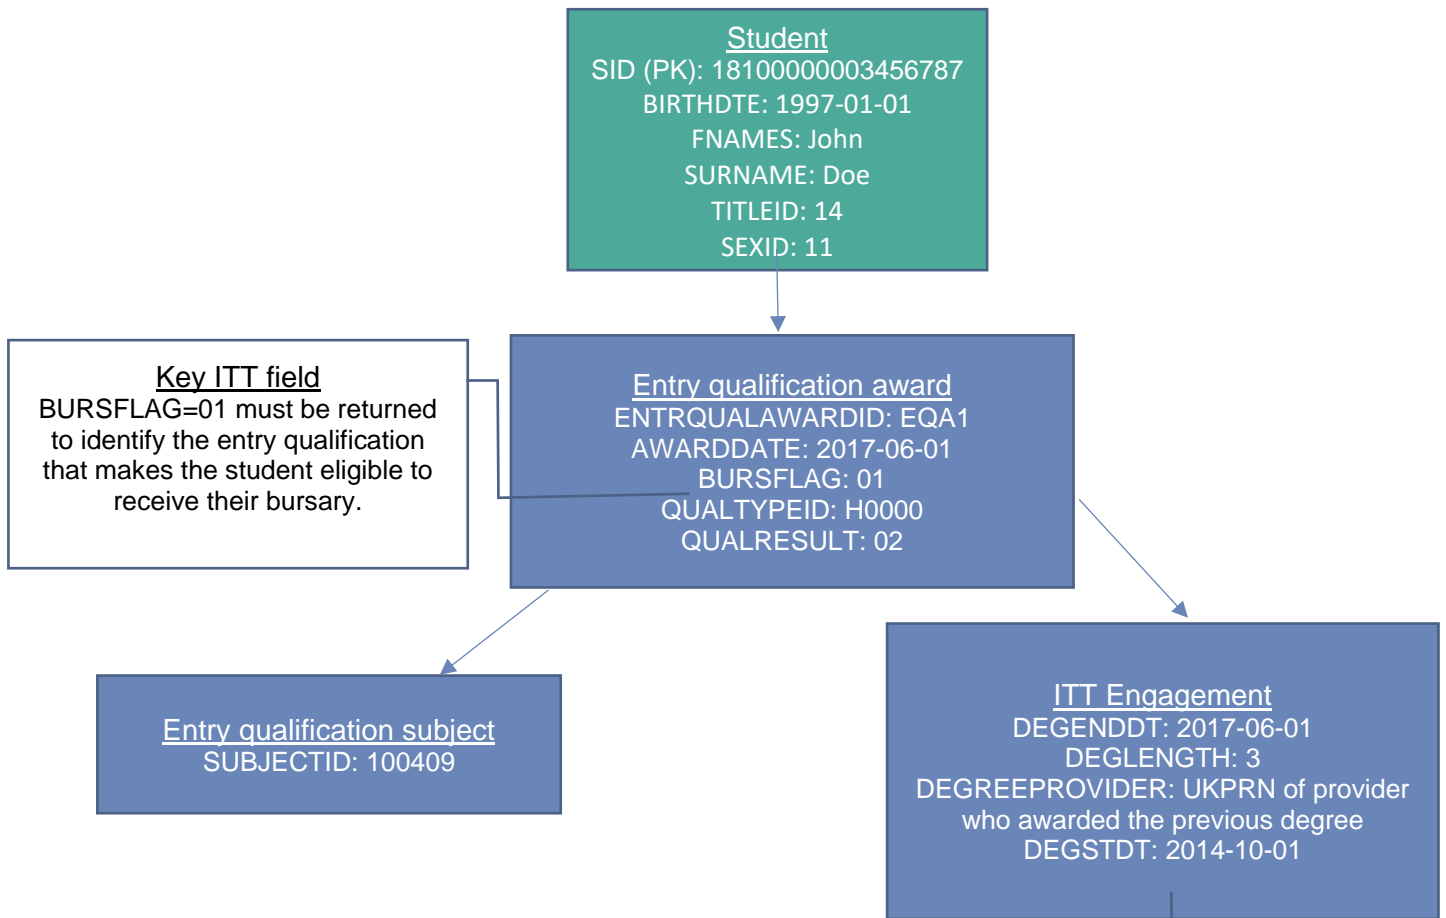 Student
SID (PK): 18100000003456787
BIRTHDTE: 1997-01-01
FNAMES: John
SURNAME: Doe
TITLEID: 14
SEXID: 11
Key ITT field
BURSFLAG=01 must be returned
to identify the entry qualification
that makes the student eligible to
receive their bursary.
Entry qualification award
ENTRQUALAWARDID: EQA1
AWARDDATE: 2017-06-01
BURSFLAG: 01
QUALTYPEID: H0000
QUALRESULT: 02
Entry qualification subject
SUBJECTID: 100409
ITT Engagement
DEGENDDT: 2017-06-01
DEGLENGTH: 3
DEGREEPROVIDER: UKPRN of provider
who awarded the previous degree
DEGSTDT: 2014-10-01